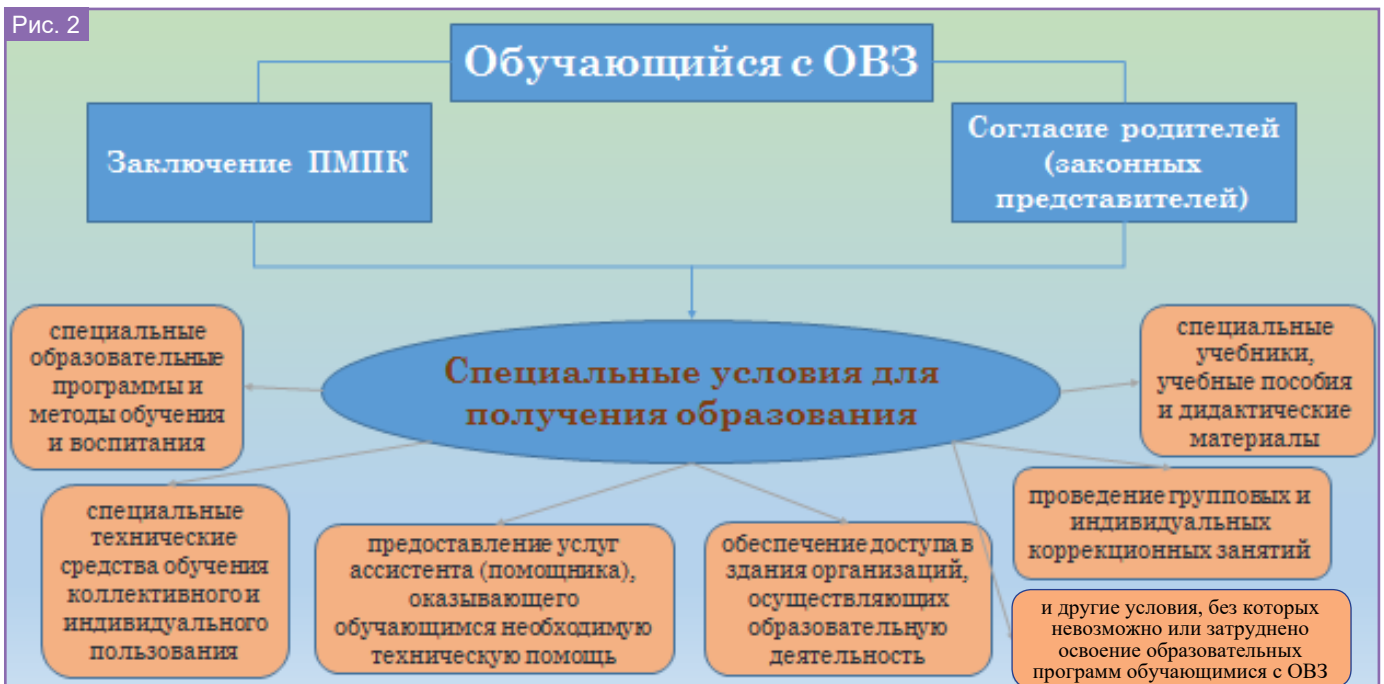 Рис. 2
Обучающийся с ОВЗ
Заключение ПМПК
Согласие родителей
(законных
представителей)
Специальные условия для
получения образования
специальные
образовательные
программы и
методы обучения
и воспитания
специальные
учебники,
учебные пособия
и дидактические
материалы
специальные
технические
средства обучения
коллективного и
индивидуального
пользования
предоставление услуг
ассистента (помощника),
оказывающего
обучающимся необходимую
техническую помощь
обеспечение доступа в
здания организаций,
осуществляющих
образовательную
деятельность
проведение групповых и
индивидуальных
коррекционных занятий
и другие условия, без которых
невозможно или затруднено
освоение образовательных
программ обучающимися с ОВЗ